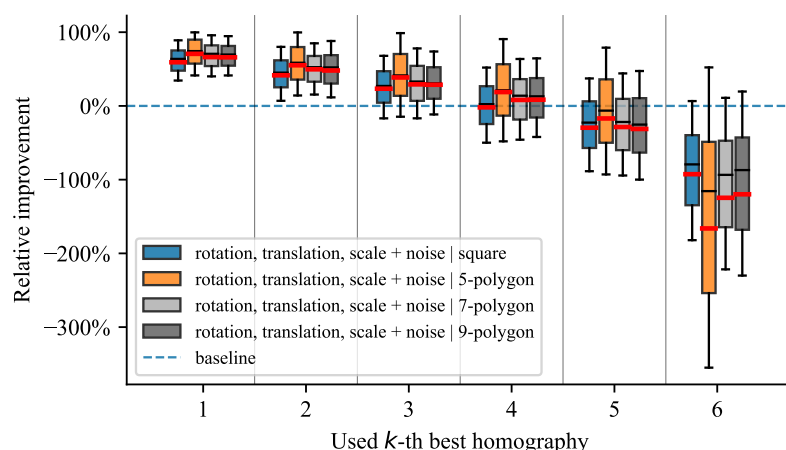 100%
0%
−100%
−200%
−300%
Relative improvement
rotation, translation, scale + noise | square
rotation, translation, scale + noise | 5-polygon
rotation, translation, scale + noise | 7-polygon
rotation, translation, scale + noise | 9-polygon
baseline
1 2 3 4 5 6
Used k-th best homography